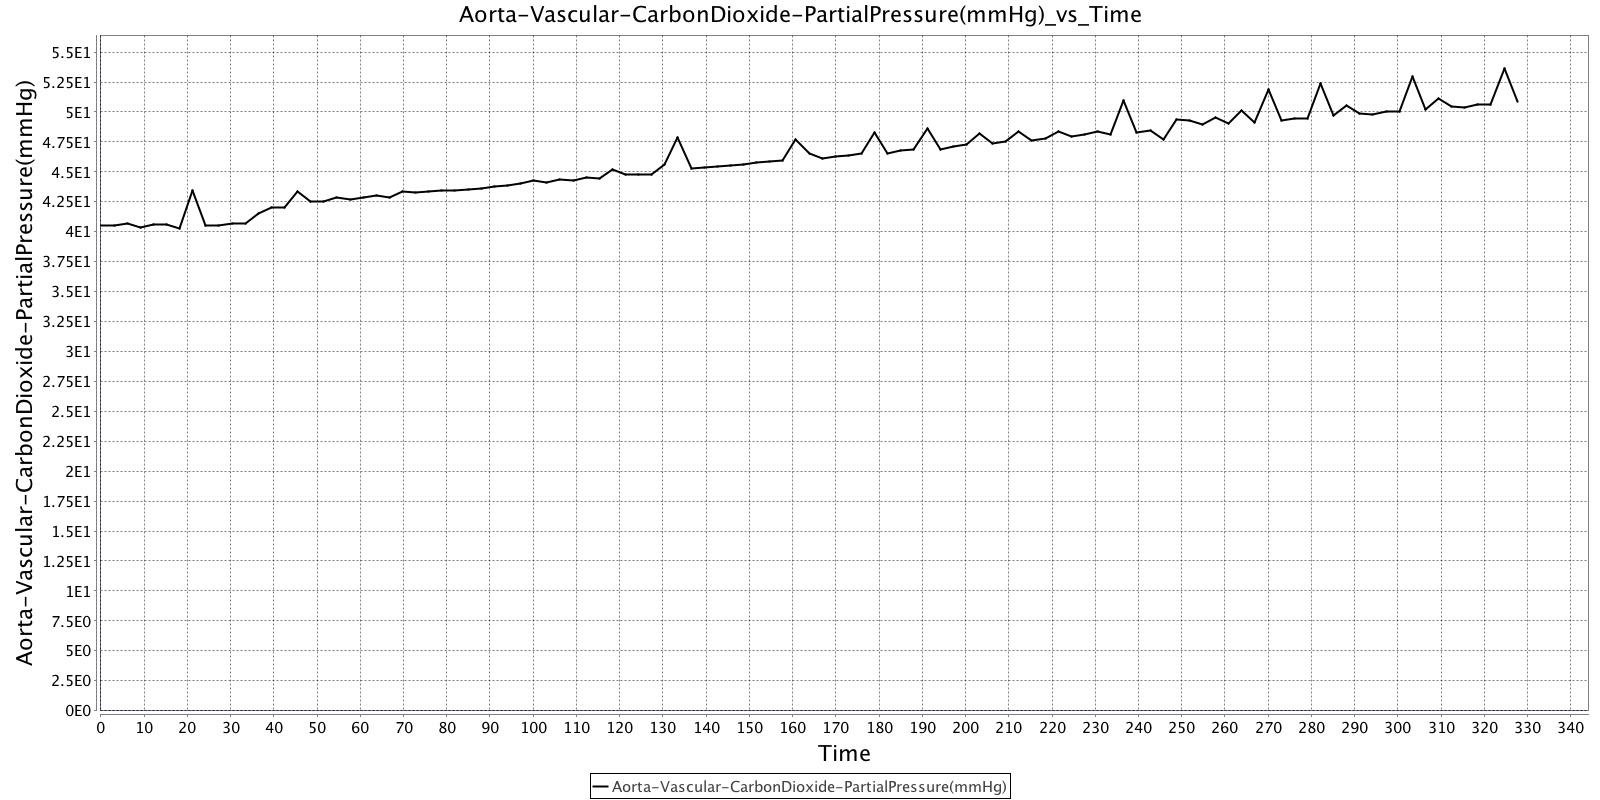 Aorta-Vascular-CarbonDioxide-PartialPressure(mmHg)_vs_Time
Aorta-Vascular-CarbonDioxide-PartialPressure(mmHg)
5.5E1
5.25E1
5E1
4.75E1
4.5E1
4.25E1
4E1
3.75E1
3.5E1
3.25E1
3E1
2.75E1
2.5E1
2.25E1
2E1
1.75E1
1.5E1
1.25E1
1E1
7.5E0
5E0
2.5E0
0E0
0 10 20 30 40 50 60 70 80 90 100 110 120 130 140 150 160 170 180 190 200 210 220 230 240 250 260 270 280 290 300 310 320 330 340
Time
Aorta-Vascular-CarbonDioxide-PartialPressure(mmHg)